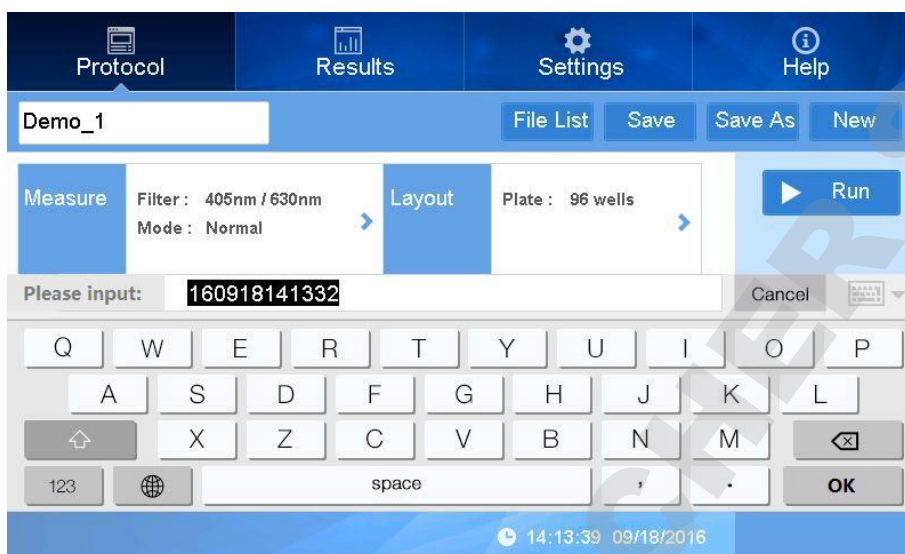 Protocol Results Settings Help
Demo_1 File List Save Save As New
Measure Filter : 405nm / 630nm Layout Plate : 96 wells Run
Mode : Normal
Please input: 160918141332 Cancel
Q W E R T Y U I O P
A S D F G H J K L
X Z C V B N M
123 space , . OK
14:13:39 09/18/2016
CHER